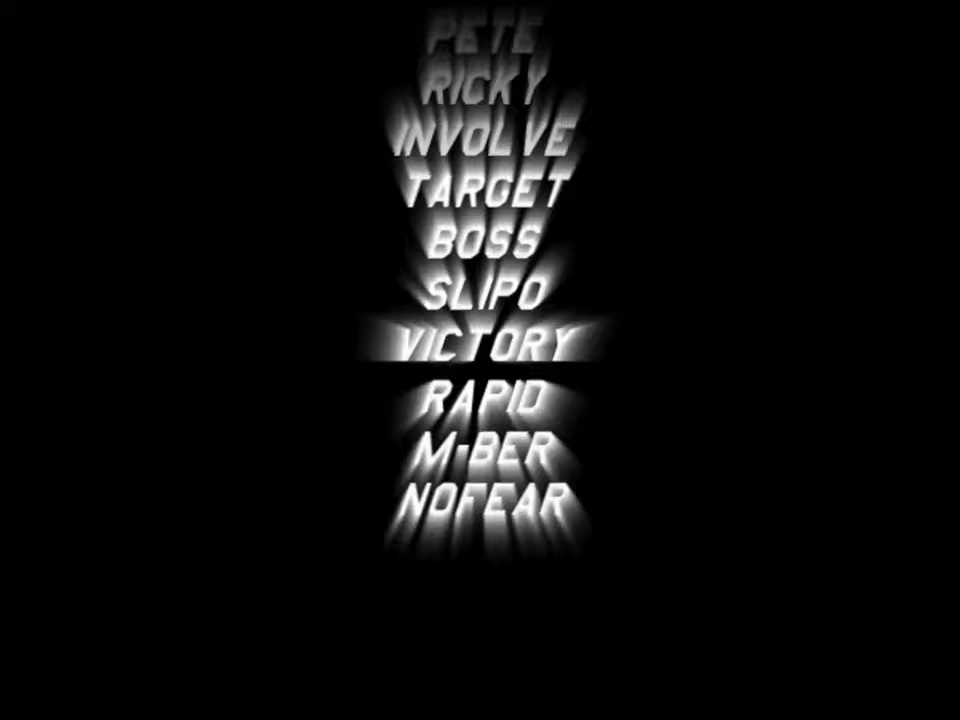 PETE
RICKY
INVOLVE
TARGET
BOSS
SLIPO
VICTORY
RAPID
M-BER
NOFEAR